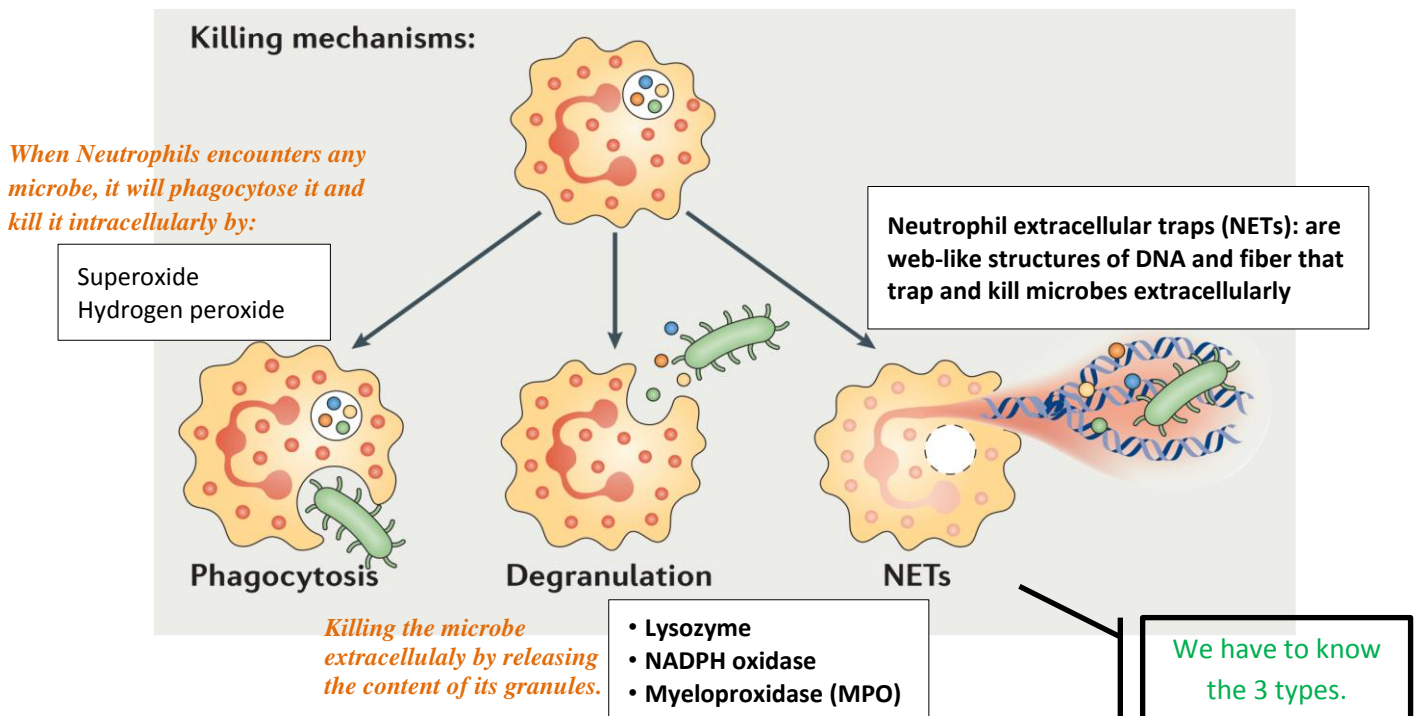 Killing mechanisms:
When Neutrophils encounters any
microbe, it will phagocytose it and
kill it intracellularly by:
Superoxide
Hydrogen peroxide
Neutrophil extracellular traps (NETs): are
web-like structures of DNA and fiber that
trap and kill microbes extracellularly
Phagocytosis
Degranulation
NETs
Killing the microbe
extracellulaly by releasing
the content of its granules.
• Lysozyme
• NADPH oxidase
• Myeloproxidase (MPO)
We have to know
the 3 types.